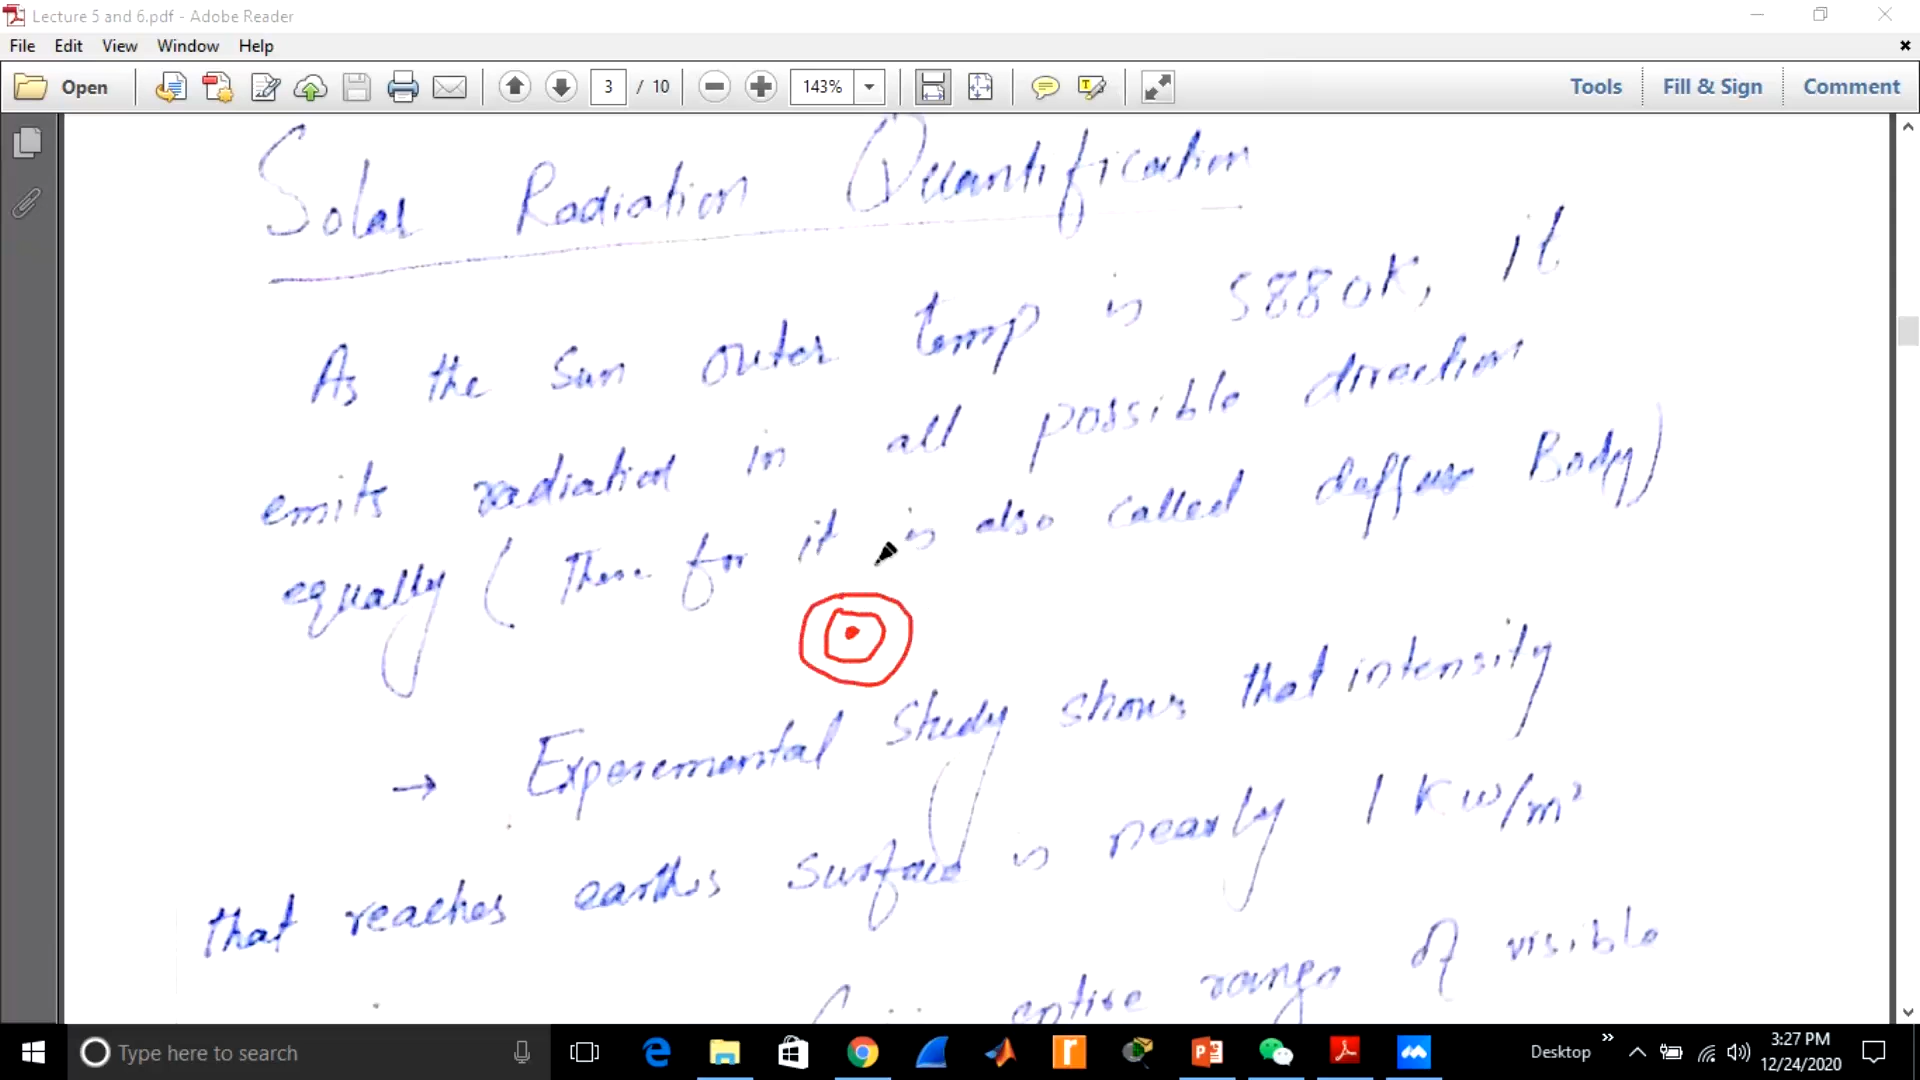 Lecture 5 and 6.pdf - Adobe Reader
File Edit View Window Help
Open 3 / 10 143% Tools Fill & Sign Comment
Solar Radiation Quantification
As the Sun outer temp is 5880K, it
emits radiation in all possible direction
equally ( There for it is also called deffuse Body)
→ Experemental Study shows that intensity
that reaches earths surface is nearly 1 KW/m²
entire range of visible
Type here to search
Desktop
3:27 PM
12/24/2020